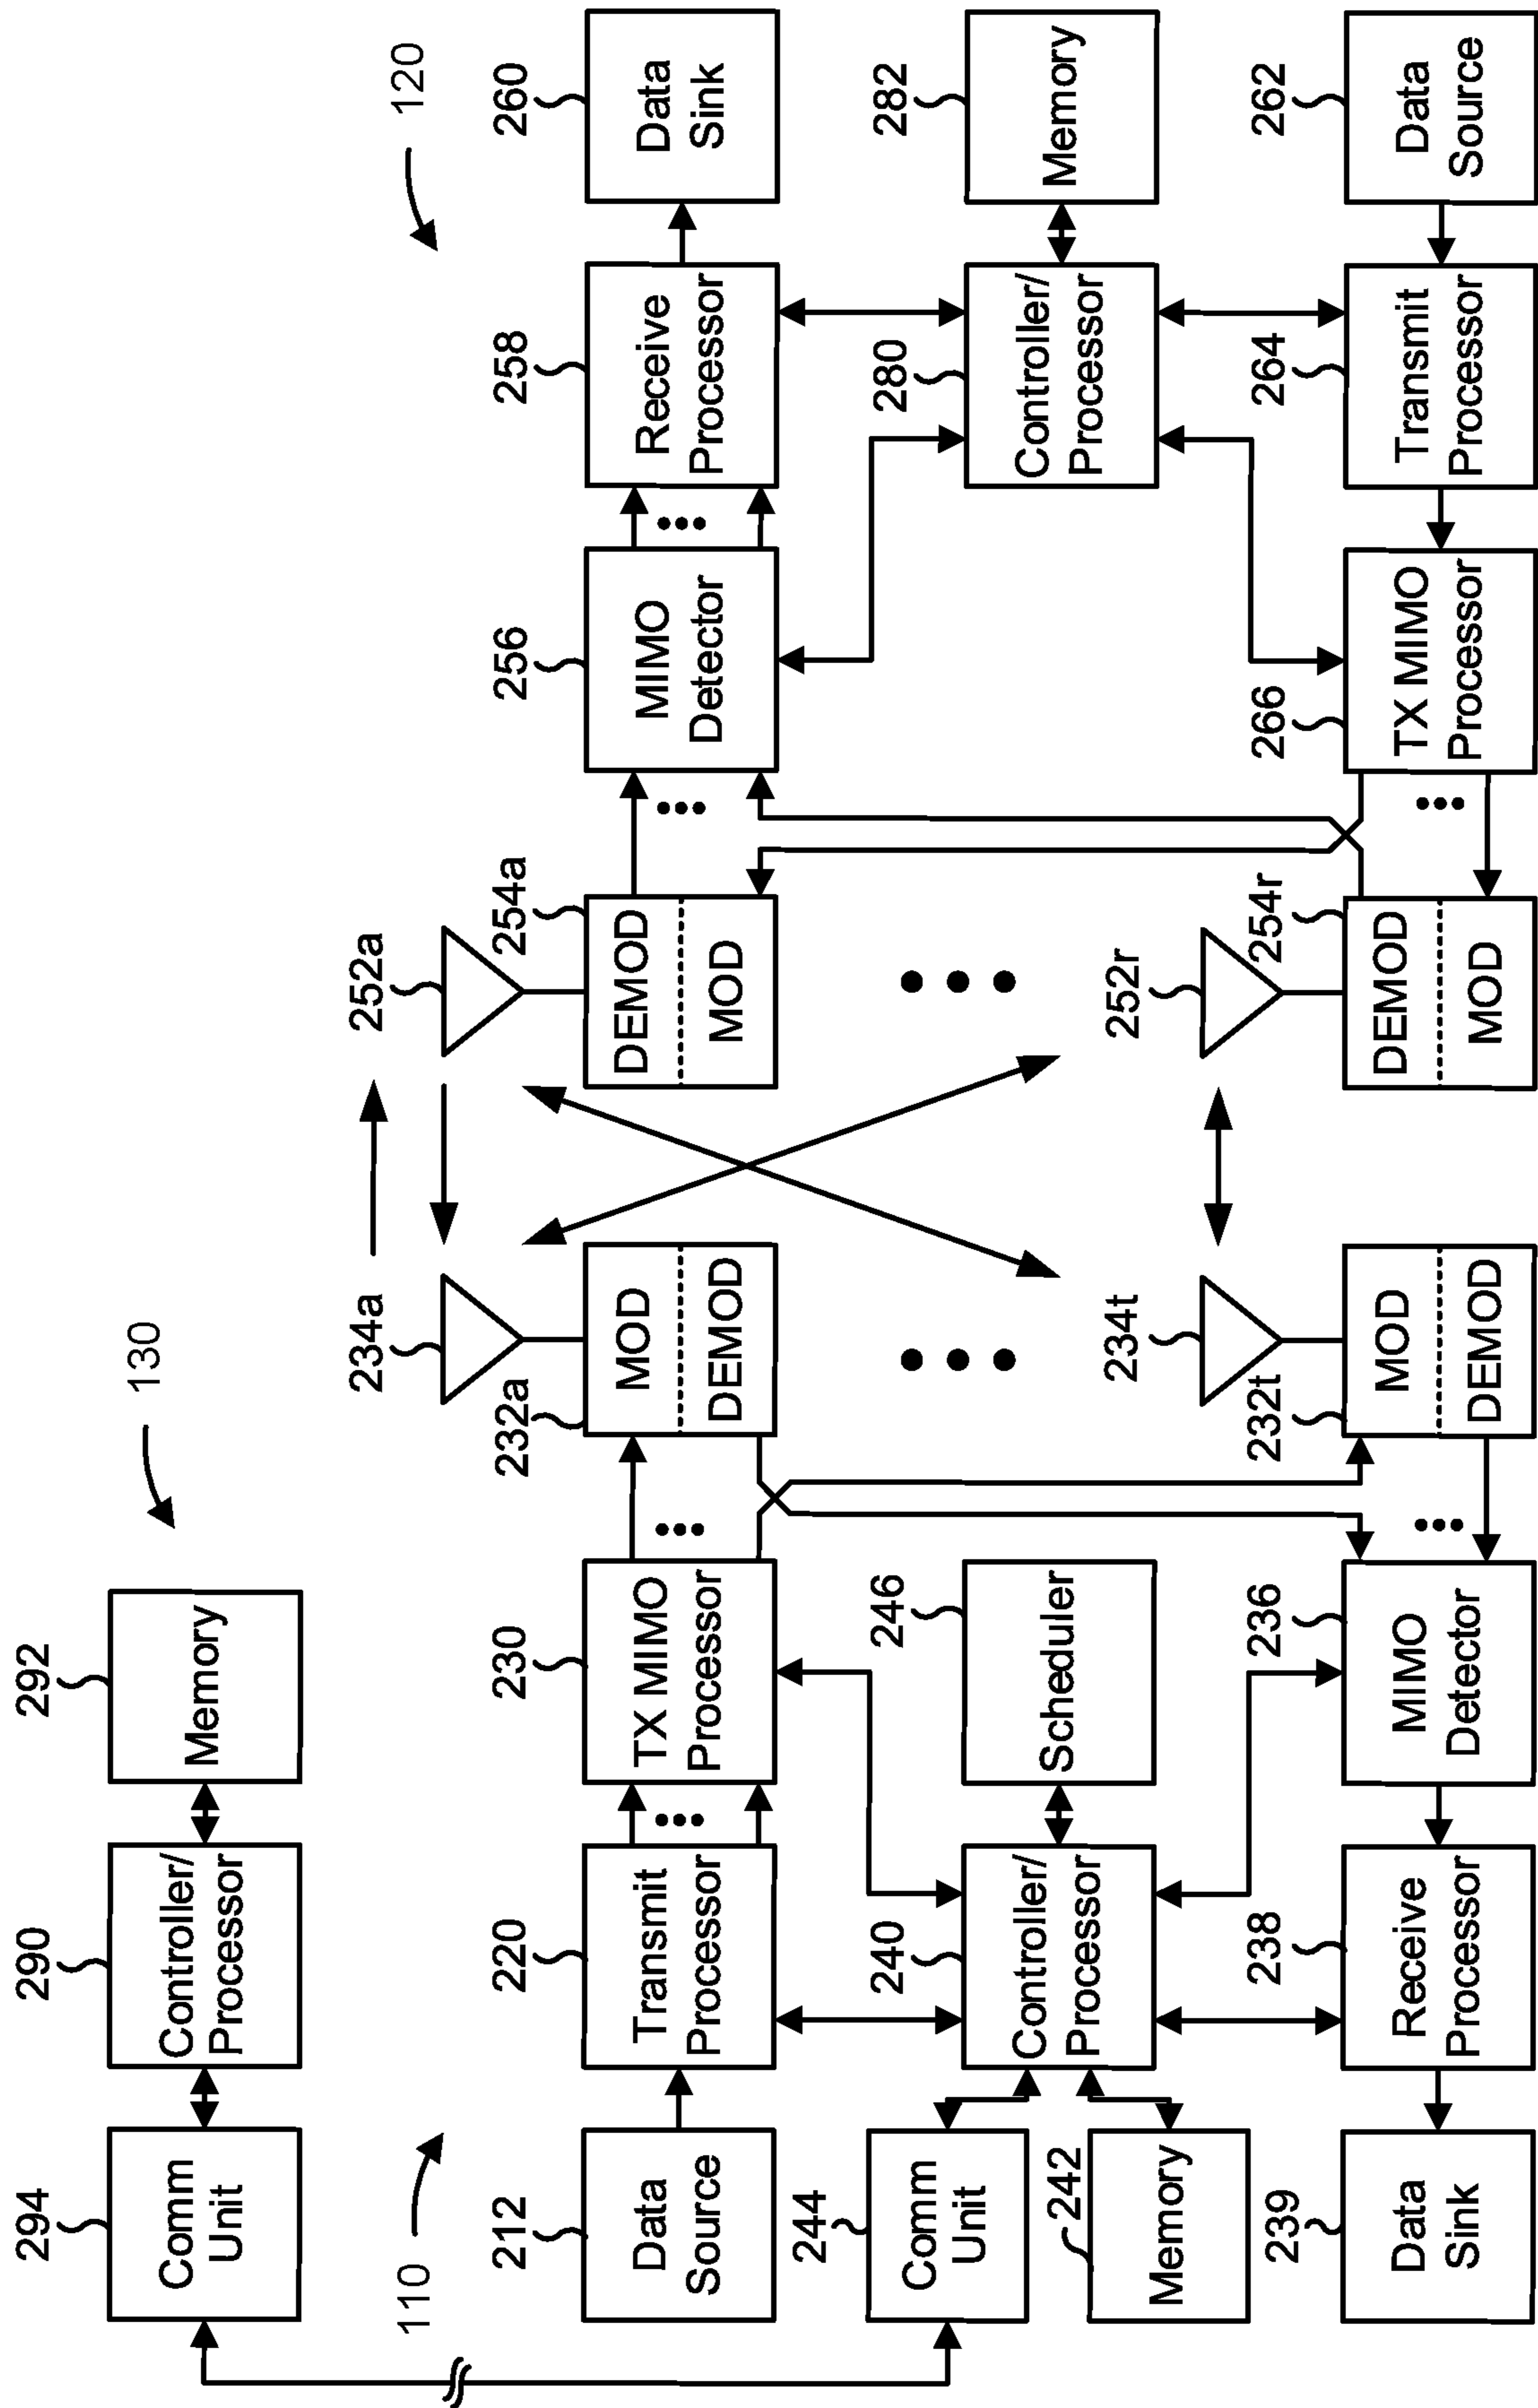 294
290
292
130
Comm
Unit
Controller/
Processor
Memory
110
120
234a
252a
212
220
230
232a
254a
256
258
260
Data
Source
Transmit
Processor
TX MIMO
Processor
MOD
DEMOD
DEMOD
MOD
MIMO
Detector
Receive
Processor
Data
Sink
244
240
246
280
282
Comm
Unit
242
Memory
Controller/
Processor
Scheduler
Controller/
Processor
Memory
234t
252r
239
238
236
232t
254r
266
264
262
Data
Sink
Receive
Processor
MIMO
Detector
MOD
DEMOD
DEMOD
MOD
TX MIMO
Processor
Transmit
Processor
Data
Source